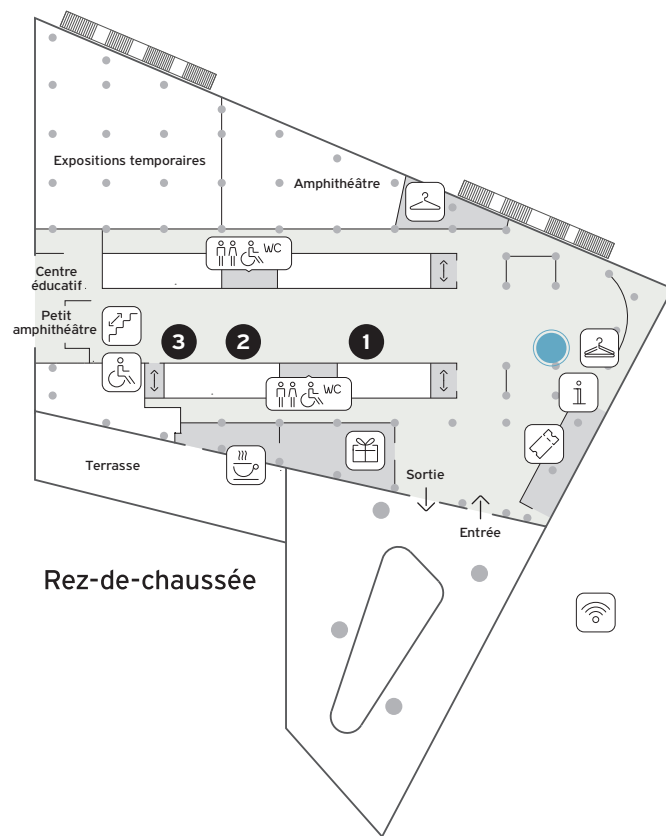 Expositions temporaires
Amphithéâtre
WC
Centre
éducatif
Petit
amphithéâtre
3
2
1
WC
i
Terrasse
Sortie
Entrée
Rez-de-chaussée